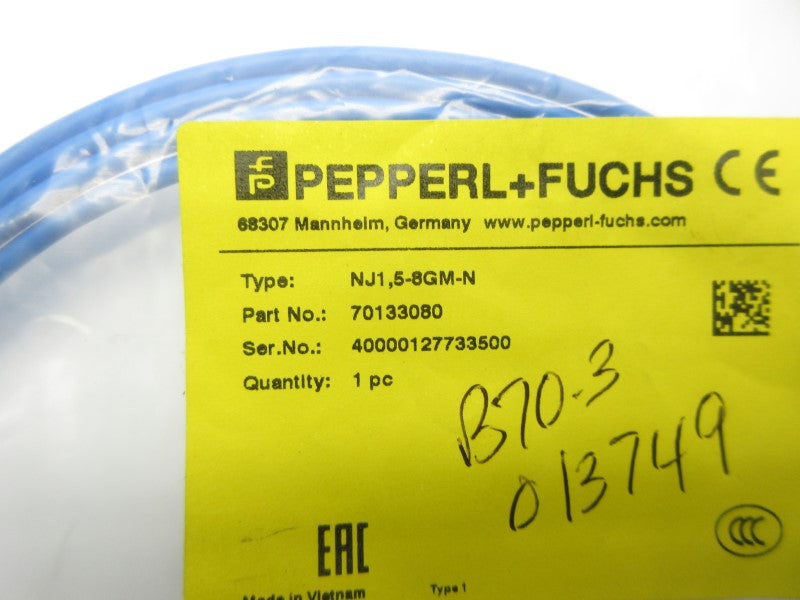 PEPPERL+FUCHS CE
68307 Mannheim, Germany www.pepperl-fuchs.com
Type: NJ1,5-8GM-N
Part No.: 70133080
Ser.No.: 40000127733500
Quantity: 1 pc
B70-3
013749
CCC
EAC
Made in Vietnam Type 1